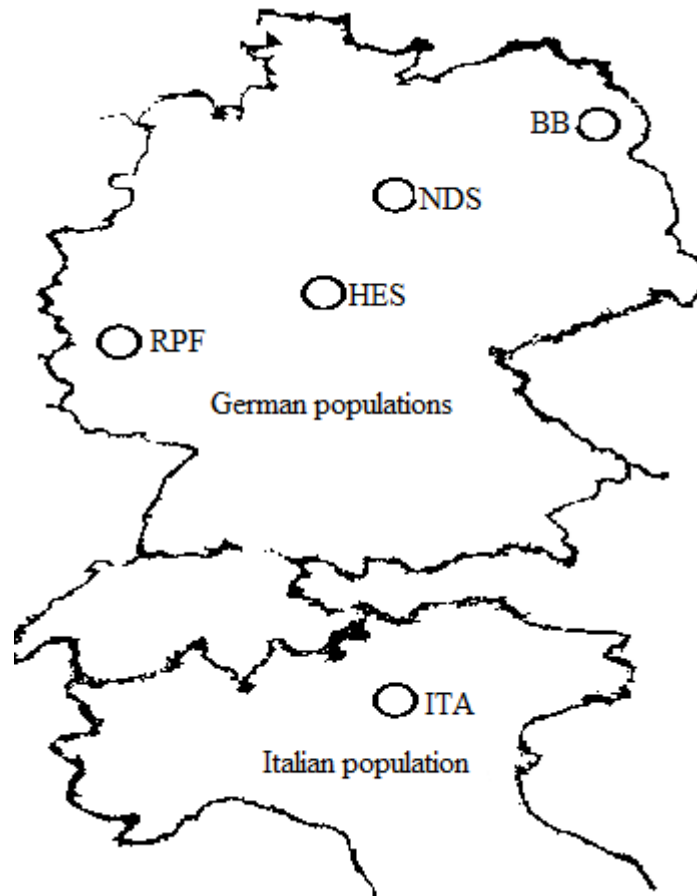 BB
NDS
HES
RPF
German populations
ITA
Italian population